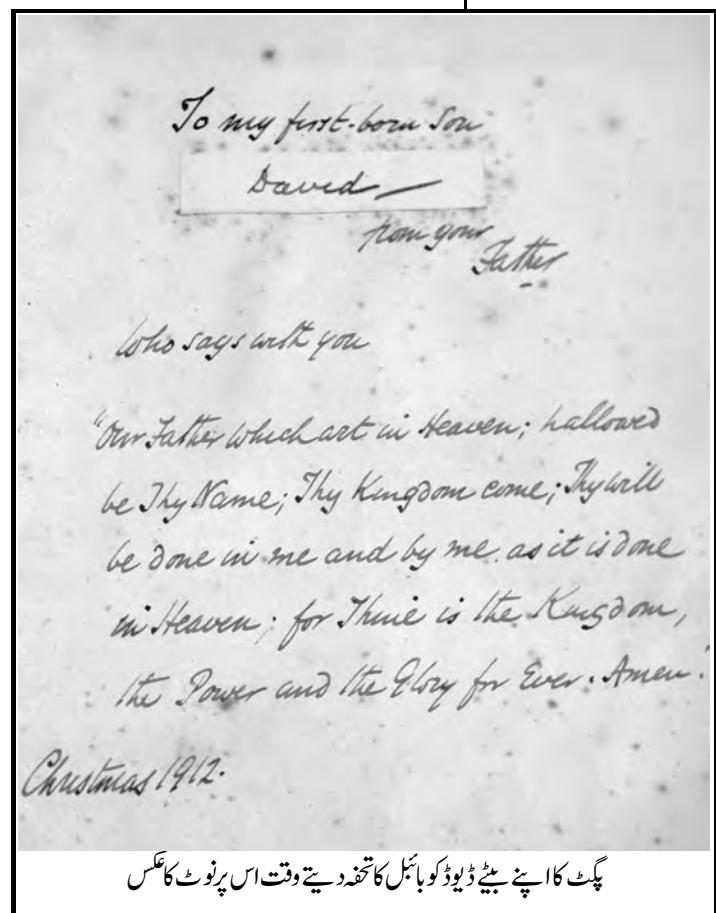 To my first-born Son
David —
from your
Father
Who says with you
"Our Father which art in Heaven; hallowed
be Thy Name; Thy Kingdom come; Thy will
be done in me and by me as it is done
in Heaven; for Thine is the Kingdom,
the Power and the Glory for Ever. Amen.'
Christmas 1912.
پگٹ کا اپنے بیٹے ڈیوڈ کو بائبل کا تحفہ دیتے وقت اس پر نوٹ کا عکس